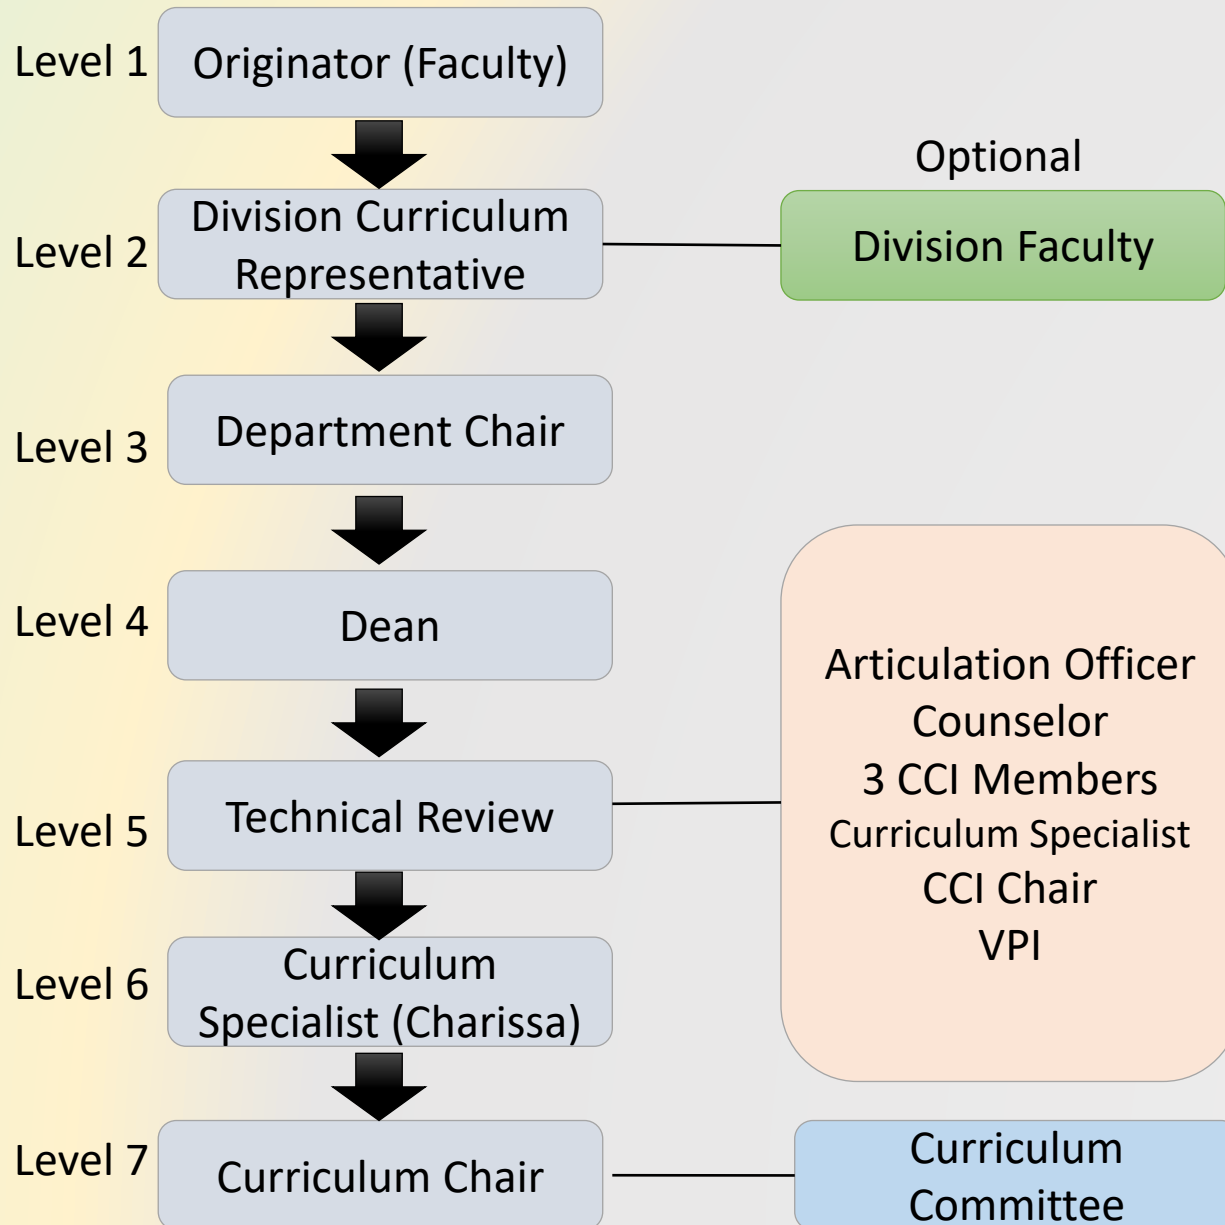 Level 1
Originator (Faculty)
Optional
Level 2
Division Curriculum
Representative
Division Faculty
Level 3
Department Chair
Level 4
Dean
Level 5
Technical Review
Articulation Officer
Counselor
3 CCI Members
Curriculum Specialist
CCI Chair
VPI
Level 6
Curriculum
Specialist (Charissa)
Level 7
Curriculum Chair
Curriculum
Committee